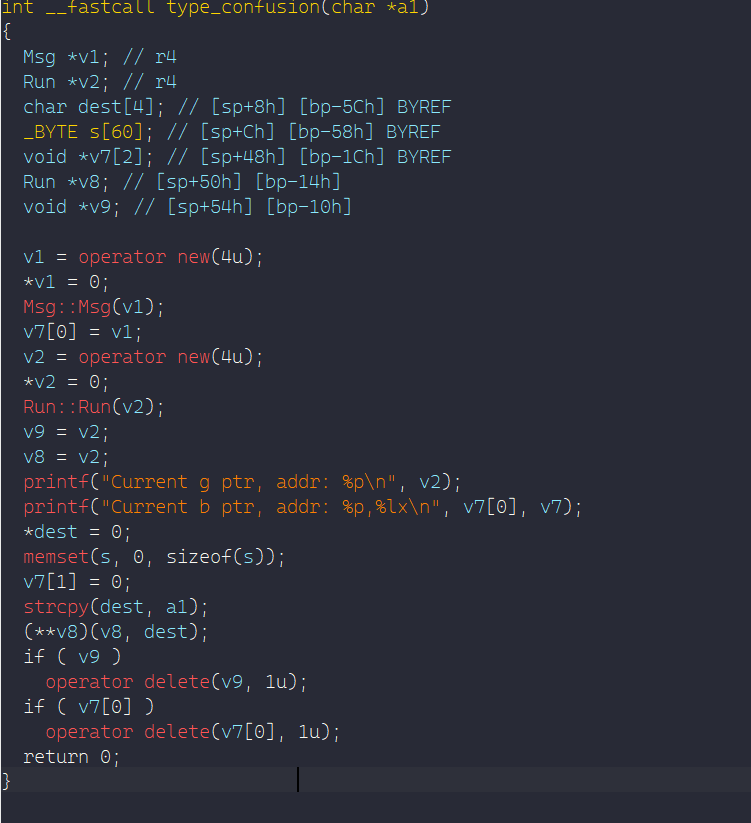 int __fastcall type_confusion(char *a1)
{
Msg *v1; // r4
Run *v2; // r4
char dest[4]; // [sp+8h] [bp-5Ch] BYREF
_BYTE s[60]; // [sp+Ch] [bp-58h] BYREF
void *v7[2]; // [sp+48h] [bp-1Ch] BYREF
Run *v8; // [sp+50h] [bp-14h]
void *v9; // [sp+54h] [bp-10h]
v1 = operator new(4u);
*v1 = 0;
Msg::Msg(v1);
v7[0] = v1;
v2 = operator new(4u);
*v2 = 0;
Run::Run(v2);
v9 = v2;
v8 = v2;
printf("Current g ptr, addr: %p\n", v2);
printf("Current b ptr, addr: %p,%lx\n", v7[0], v7);
*dest = 0;
memset(s, 0, sizeof(s));
v7[1] = 0;
strcpy(dest, a1);
(**v8)(v8, dest);
if ( v9 )
operator delete(v9, 1u);
if ( v7[0] )
operator delete(v7[0], 1u);
return 0;
}